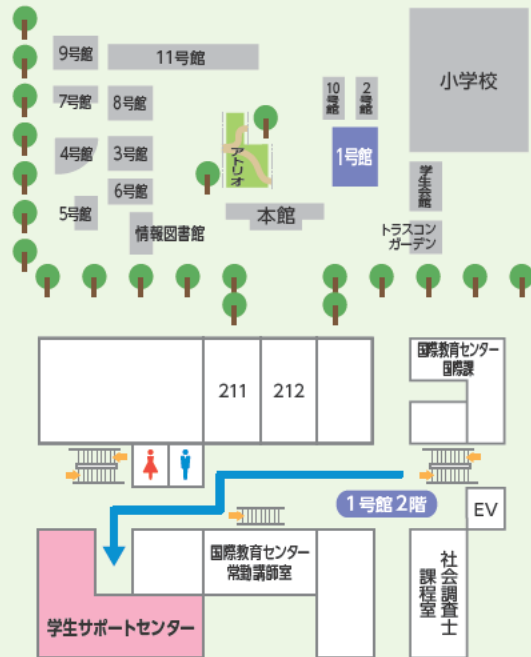 9号館
11号館
小学校
7号館
8号館
10号館
2号館
4号館
3号館
アトリオ
1号館
6号館
学生会館
5号館
情報図書館
本館
トラスコン
ガーデン
国際教育センター
国際課
211
212
1号館2階
EV
国際教育センター
常勤講師室
社会調査士
課程室
学生サポートセンター